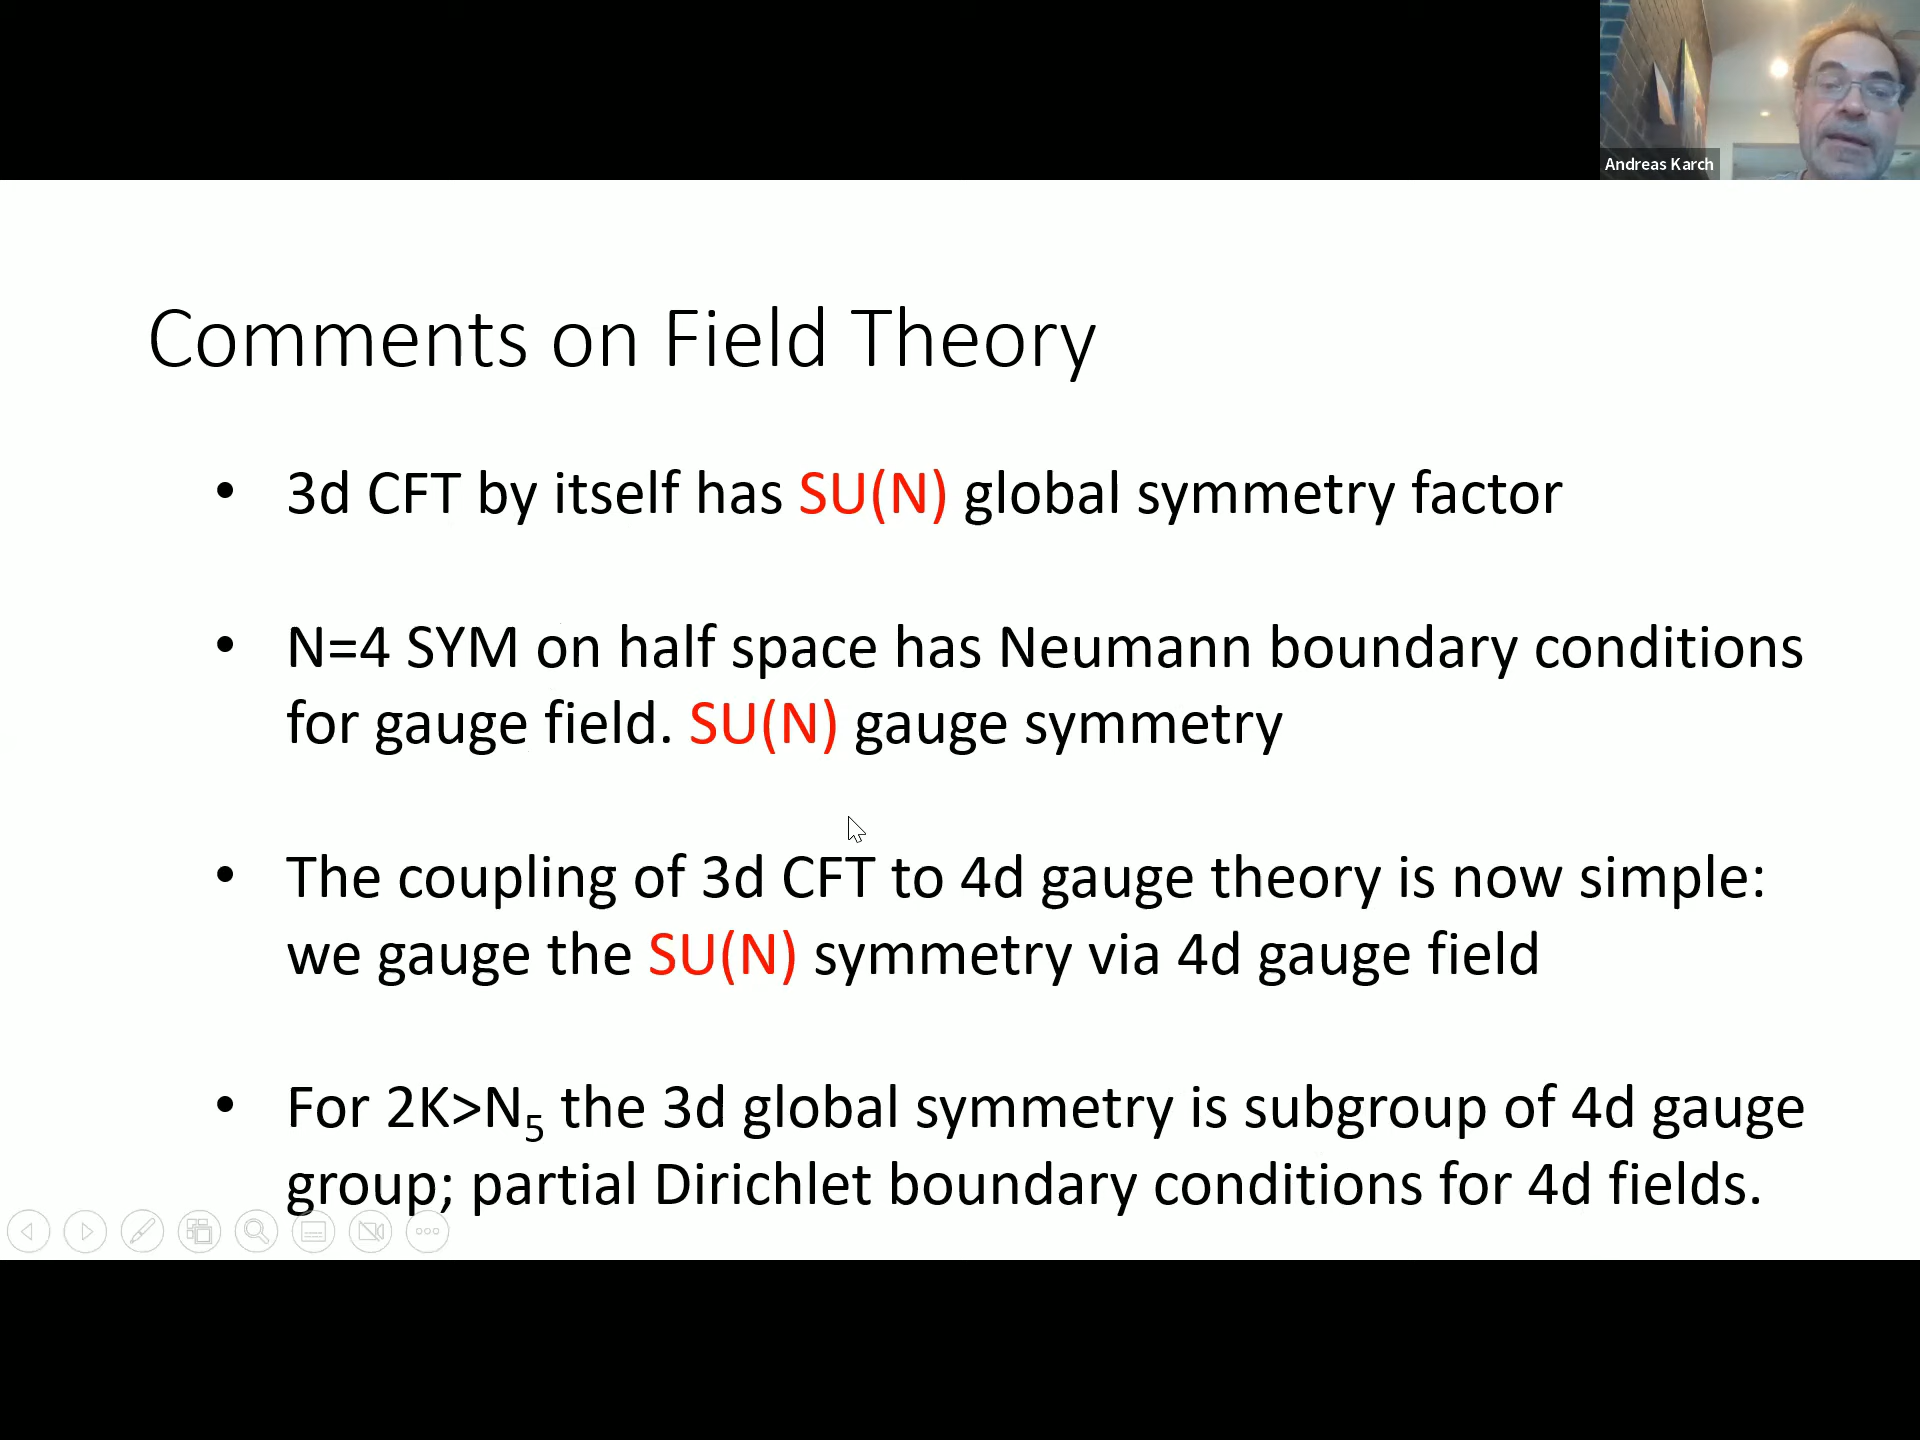 Andreas Karch
Comments on Field Theory
• 3d CFT by itself has SU(N) global symmetry factor
• N=4 SYM on half space has Neumann boundary conditions
for gauge field. SU(N) gauge symmetry
• The coupling of 3d CFT to 4d gauge theory is now simple:
we gauge the SU(N) symmetry via 4d gauge field
• For 2K>N₅ the 3d global symmetry is subgroup of 4d gauge
group; partial Dirichlet boundary conditions for 4d fields.